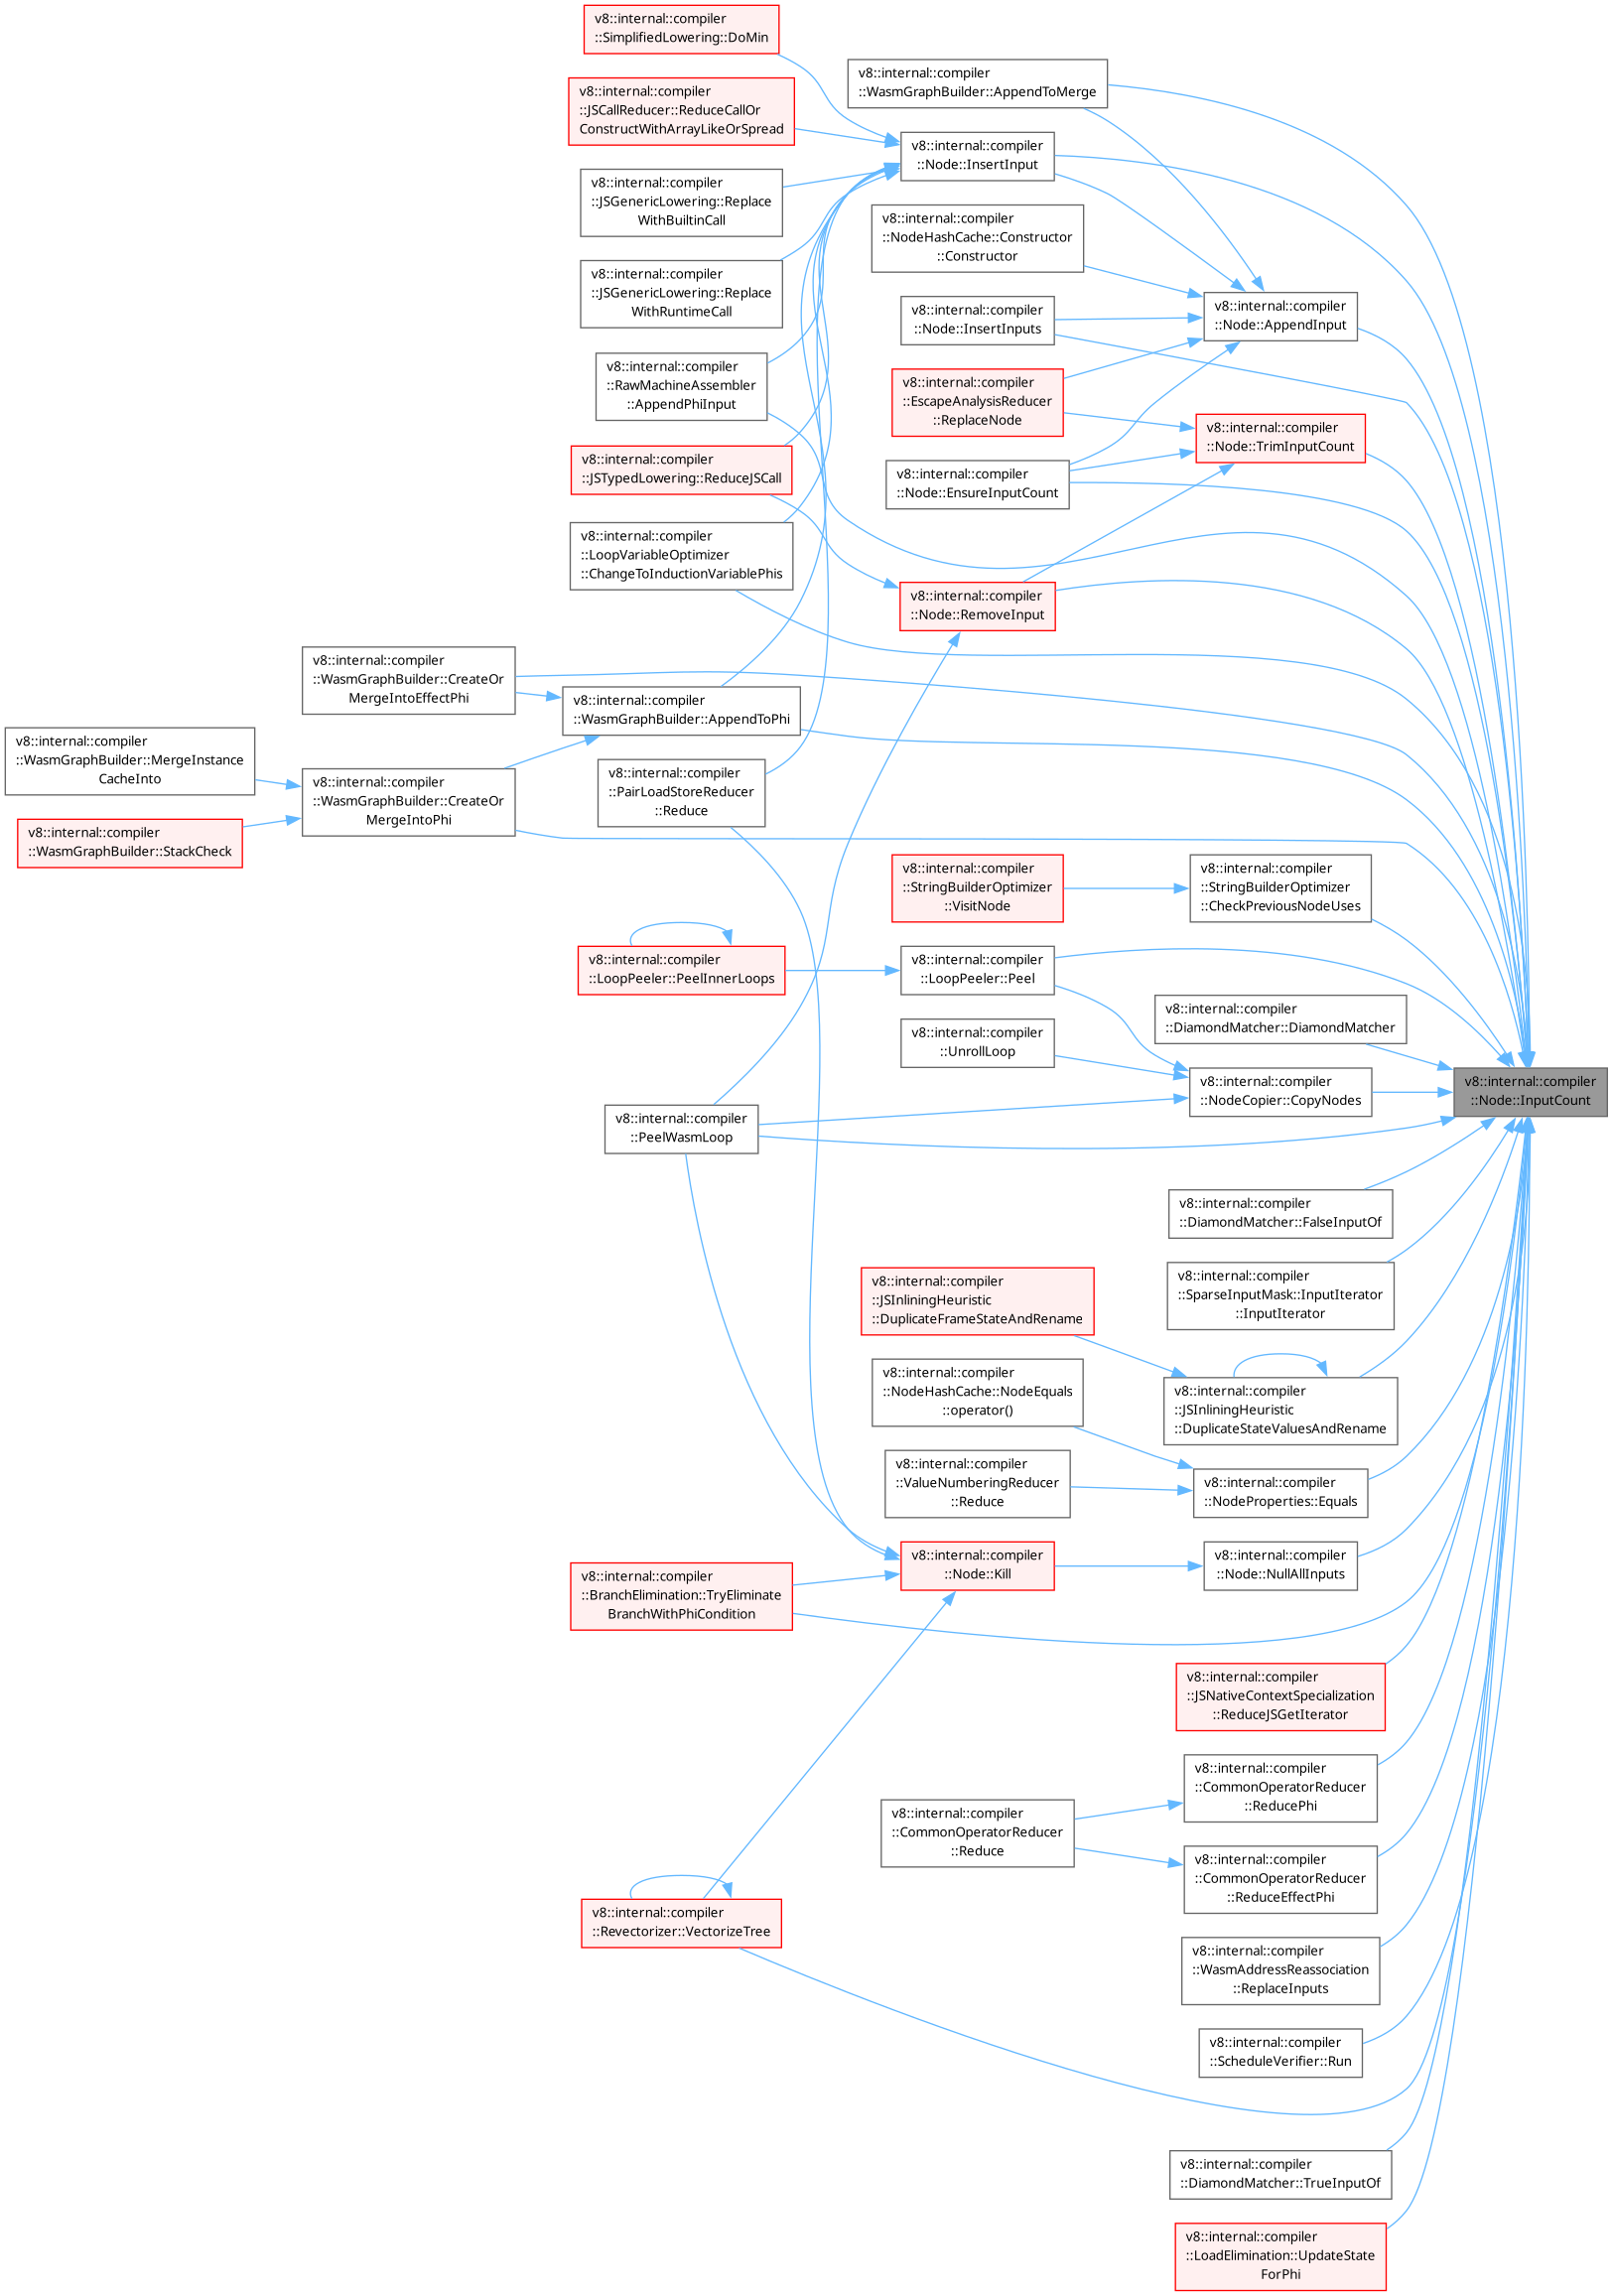 v8::internal::compiler
::SimplifiedLowering::DoMin
v8::internal::compiler
::WasmGraphBuilder::AppendToMerge
v8::internal::compiler
::JSCallReducer::ReduceCallOr
ConstructWithArrayLikeOrSpread
v8::internal::compiler
::Node::InsertInput
v8::internal::compiler
::JSGenericLowering::Replace
WithBuiltinCall
v8::internal::compiler
::NodeHashCache::Constructor
::Constructor
v8::internal::compiler
::JSGenericLowering::Replace
WithRuntimeCall
v8::internal::compiler
::Node::InsertInputs
v8::internal::compiler
::Node::AppendInput
v8::internal::compiler
::RawMachineAssembler
::AppendPhiInput
v8::internal::compiler
::EscapeAnalysisReducer
::ReplaceNode
v8::internal::compiler
::Node::TrimInputCount
v8::internal::compiler
::JSTypedLowering::ReduceJSCall
v8::internal::compiler
::Node::EnsureInputCount
v8::internal::compiler
::LoopVariableOptimizer
::ChangeToInductionVariablePhis
v8::internal::compiler
::Node::RemoveInput
v8::internal::compiler
::WasmGraphBuilder::CreateOr
MergeIntoEffectPhi
v8::internal::compiler
::WasmGraphBuilder::AppendToPhi
v8::internal::compiler
::WasmGraphBuilder::MergeInstance
CacheInto
v8::internal::compiler
::WasmGraphBuilder::CreateOr
MergeIntoPhi
v8::internal::compiler
::PairLoadStoreReducer
::Reduce
v8::internal::compiler
::WasmGraphBuilder::StackCheck
v8::internal::compiler
::StringBuilderOptimizer
::VisitNode
v8::internal::compiler
::StringBuilderOptimizer
::CheckPreviousNodeUses
v8::internal::compiler
::LoopPeeler::PeelInnerLoops
v8::internal::compiler
::LoopPeeler::Peel
v8::internal::compiler
::DiamondMatcher::DiamondMatcher
v8::internal::compiler
::UnrollLoop
v8::internal::compiler
::NodeCopier::CopyNodes
v8::internal::compiler
::Node::InputCount
v8::internal::compiler
::PeelWasmLoop
v8::internal::compiler
::DiamondMatcher::FalseInputOf
v8::internal::compiler
::SparseInputMask::InputIterator
::InputIterator
v8::internal::compiler
::JSInliningHeuristic
::DuplicateFrameStateAndRename
v8::internal::compiler
::JSInliningHeuristic
::DuplicateStateValuesAndRename
v8::internal::compiler
::NodeHashCache::NodeEquals
::operator()
v8::internal::compiler
::ValueNumberingReducer
::Reduce
v8::internal::compiler
::NodeProperties::Equals
v8::internal::compiler
::Node::Kill
v8::internal::compiler
::Node::NullAllInputs
v8::internal::compiler
::BranchElimination::TryEliminate
BranchWithPhiCondition
v8::internal::compiler
::JSNativeContextSpecialization
::ReduceJSGetIterator
v8::internal::compiler
::CommonOperatorReducer
::ReducePhi
v8::internal::compiler
::CommonOperatorReducer
::Reduce
v8::internal::compiler
::CommonOperatorReducer
::ReduceEffectPhi
v8::internal::compiler
::Revectorizer::VectorizeTree
v8::internal::compiler
::WasmAddressReassociation
::ReplaceInputs
v8::internal::compiler
::ScheduleVerifier::Run
v8::internal::compiler
::DiamondMatcher::TrueInputOf
v8::internal::compiler
::LoadElimination::UpdateState
ForPhi